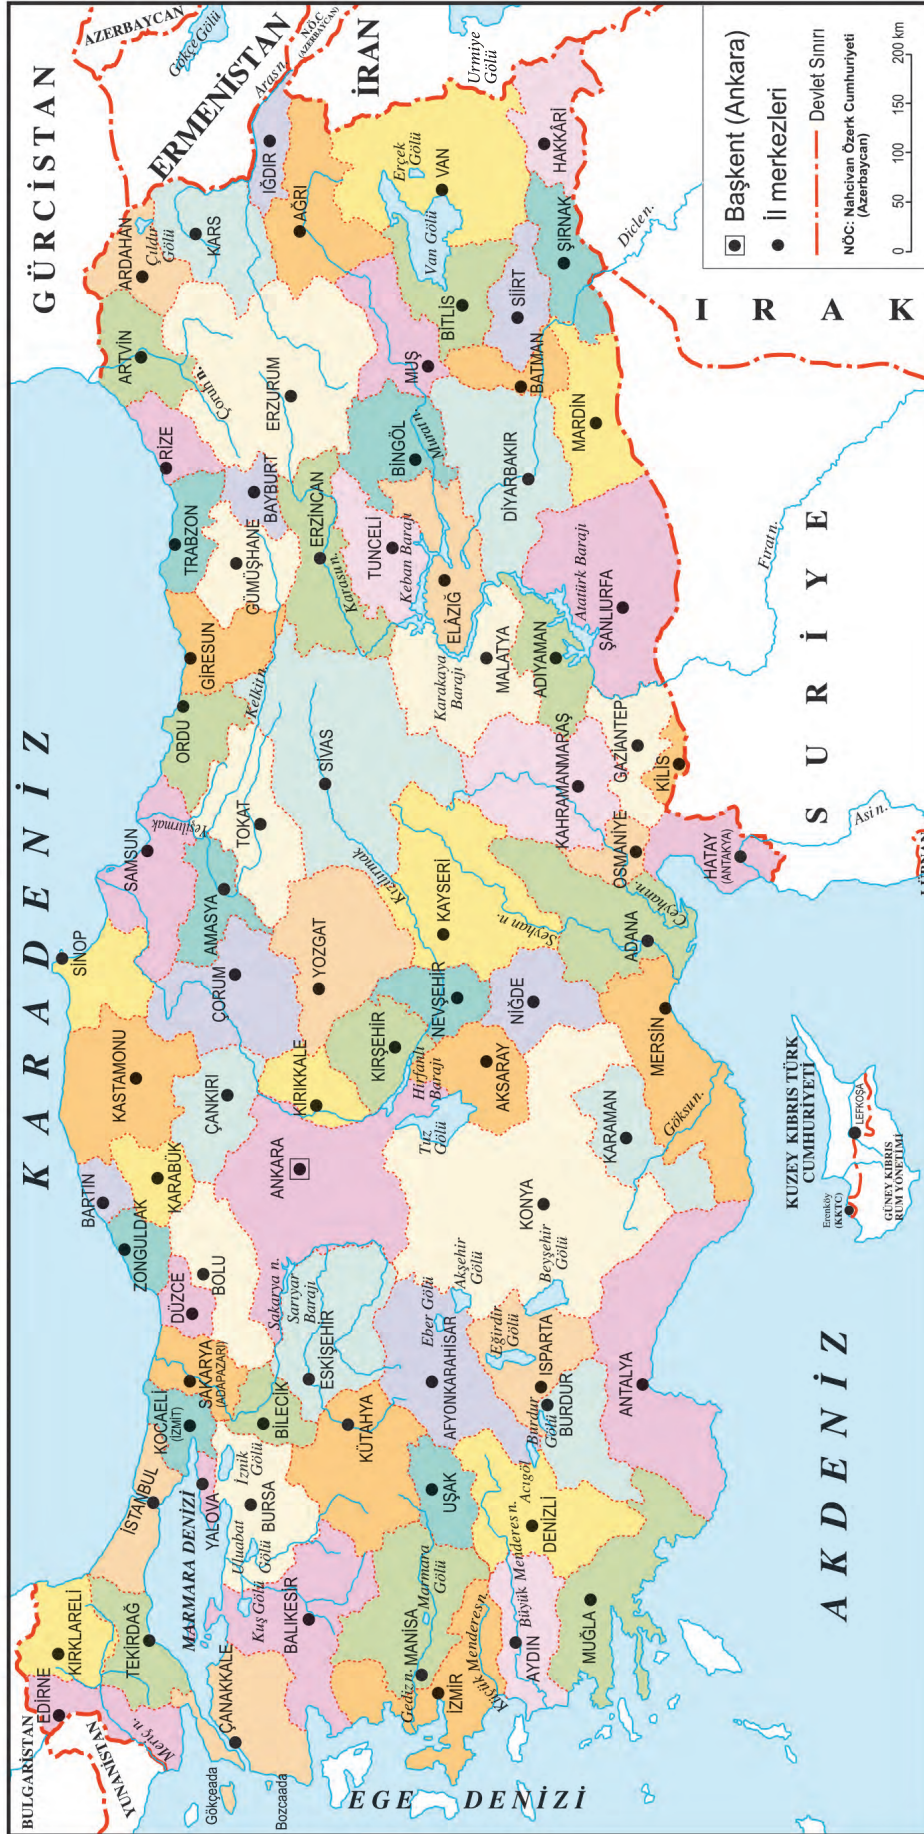 BULGARİSTAN
YUNANİSTAN
GÜRCİSTAN
AZERBAYCAN
Gökçe Gölü
ERMENİSTAN
N.Ö.C
(AZERBAYCAN)
Aras n.
İRAN
Urmiye
Gölü
IRAK
SURİYE
KARADENİZ
MARMARA DENİZİ
EGE DENİZİ
AKDENİZ
EDİRNE
KIRKLARELİ
TEKİRDAĞ
Meriç n.
İSTANBUL
KOCAELİ
(İZMİT)
SAKARYA
(ADAPAZARI)
DÜZCE
ZONGULDAK
BARTIN
KARABÜK
KASTAMONU
SİNOP
SAMSUN
ORDU
GİRESUN
TRABZON
RİZE
ARTVİN
ARDAHAN
Çıldır
Gölü
KARS
Çoruh n.
BAYBURT
GÜMÜŞHANE
Kelkit n.
Yeşilırmak
TOKAT
AMASYA
ÇORUM
ÇANKIRI
BOLU
BİLECİK
YALOVA
İznik
Gölü
BURSA
Uluabat
Gölü
Kuş Gölü
BALIKESİR
ÇANAKKALE
Gökçeada
Bozcaada
KÜTAHYA
ESKİŞEHİR
Sakarya n.
Sarıyar
Barajı
ANKARA
KIRIKKALE
KIRŞEHİR
YOZGAT
SİVAS
Kızılırmak
ERZİNCAN
Karasu n.
ERZURUM
IĞDIR
AĞRI
MUŞ
Murat n.
BİNGÖL
TUNCELİ
Keban Barajı
ELÂZIĞ
Karakaya
Barajı
MALATYA
KAYSERİ
NEVŞEHİR
Hirfanlı
Barajı
Tuz
Gölü
AKSARAY
NİĞDE
KONYA
Akşehir
Gölü
Eber Gölü
Beyşehir
Gölü
AFYONKARAHİSAR
UŞAK
MANİSA
Marmara
Gölü
Gediz n.
İZMİR
Küçük Menderes n.
AYDIN
Büyük Menderes n.
DENİZLİ
Acıgöl
Burdur
Gölü
BURDUR
Eğirdir
Gölü
ISPARTA
MUĞLA
ANTALYA
KARAMAN
Göksu n.
MERSİN
ADANA
Seyhan n.
Ceyhan n.
OSMANİYE
HATAY
(ANTAKYA)
KAHRAMANMARAŞ
GAZİANTEP
KİLİS
ADIYAMAN
Atatürk Barajı
ŞANLIURFA
DİYARBAKIR
MARDİN
BATMAN
SİİRT
BİTLİS
Van Gölü
Erçek
Gölü
VAN
HAKKÂRİ
ŞIRNAK
Dicle n.
Fırat n.
Asi n.
KUZEY KIBRIS TÜRK
CUMHURİYETİ
LEFKOŞA
Erenköy
(KKTC)
GÜNEY KIBRIS
RUM YÖNETİMİ
Başkent (Ankara)
İl merkezleri
Devlet Sınırı
NÖC: Nahcivan Özerk Cumhuriyeti
(Azerbaycan)
0 50 100 150 200 km